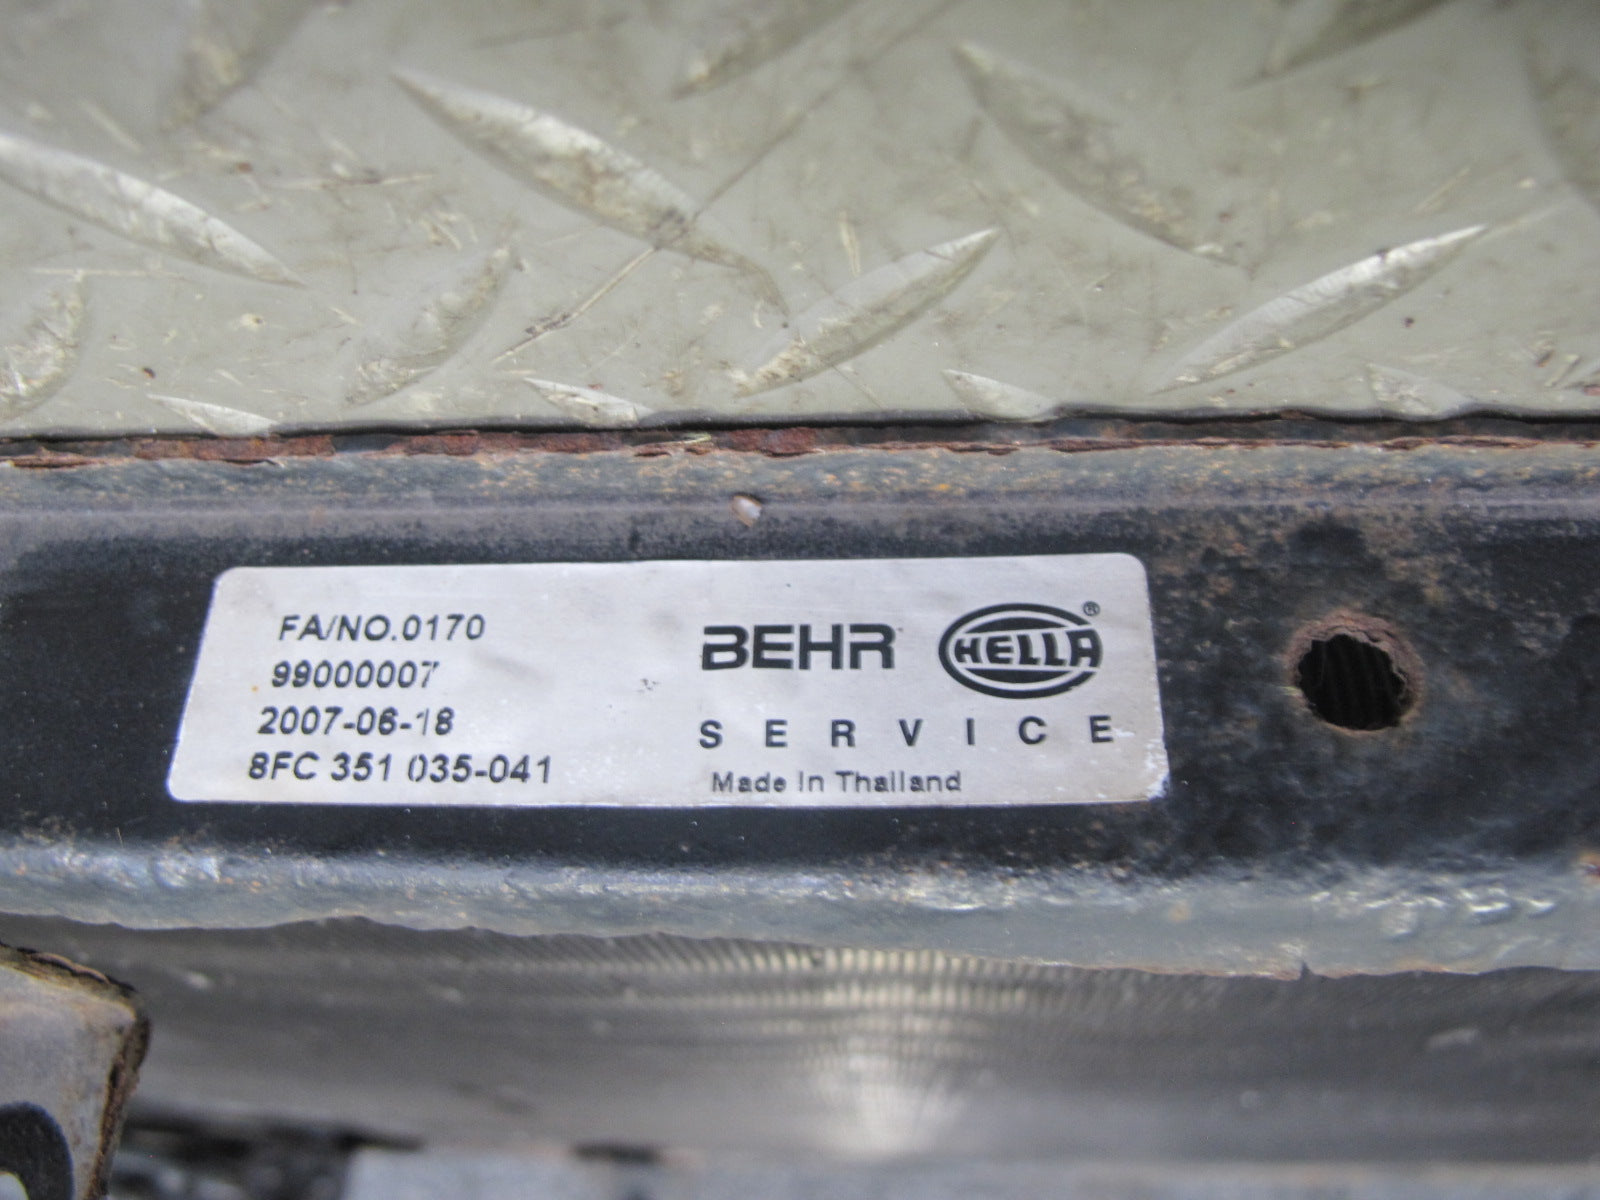 FA/NO.0170
99000007
2007-06-18
8FC 351 035-041
BEHR HELLA®
SERVICE
Made In Thailand